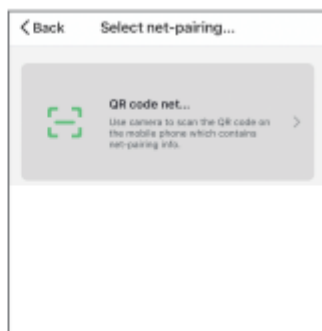 Back Select net-pairing...
QR code net...
Use camera to scan the QR code on
the mobile phone which contains
net-pairing info.